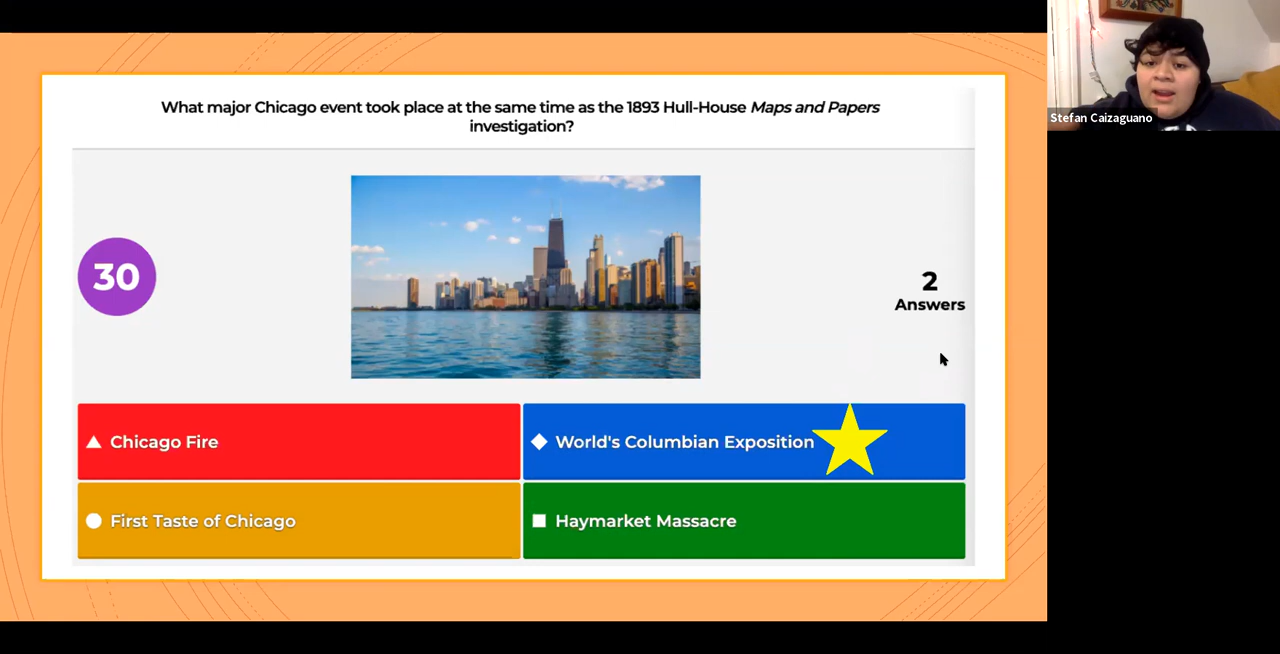 What major Chicago event took place at the same time as the 1893 Hull-House Maps and Papers
investigation?
Stefan Caizaguano
30
2
Answers
Chicago Fire
World's Columbian Exposition
First Taste of Chicago
Haymarket Massacre